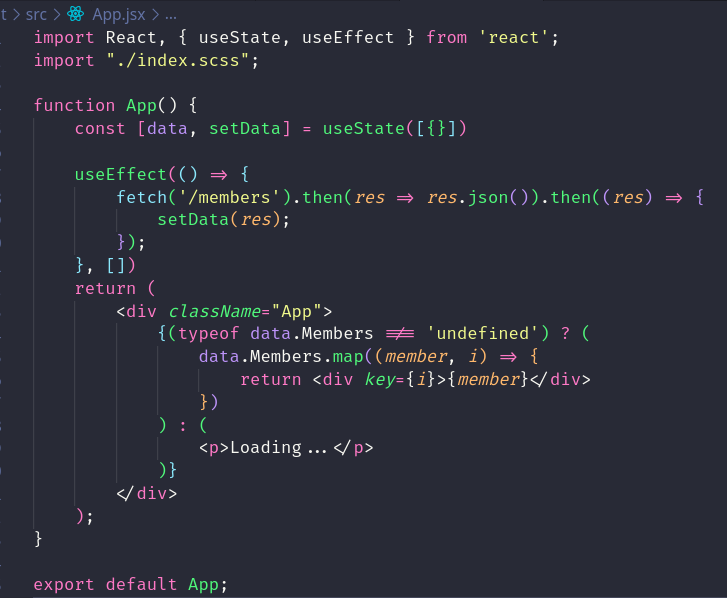 t > src > App.jsx > ...
import React, { useState, useEffect } from 'react';
import "./index.scss";
function App() {
const [data, setData] = useState([{}])
useEffect(() => {
fetch('/members').then(res => res.json()).then((res) => {
setData(res);
});
}, [])
return (
<div className="App">
{(typeof data.Members !== 'undefined') ? (
data.Members.map((member, i) => {
return <div key={i}>{member}</div>
})
) : (
<p>Loading...</p>
)}
</div>
);
}
export default App;